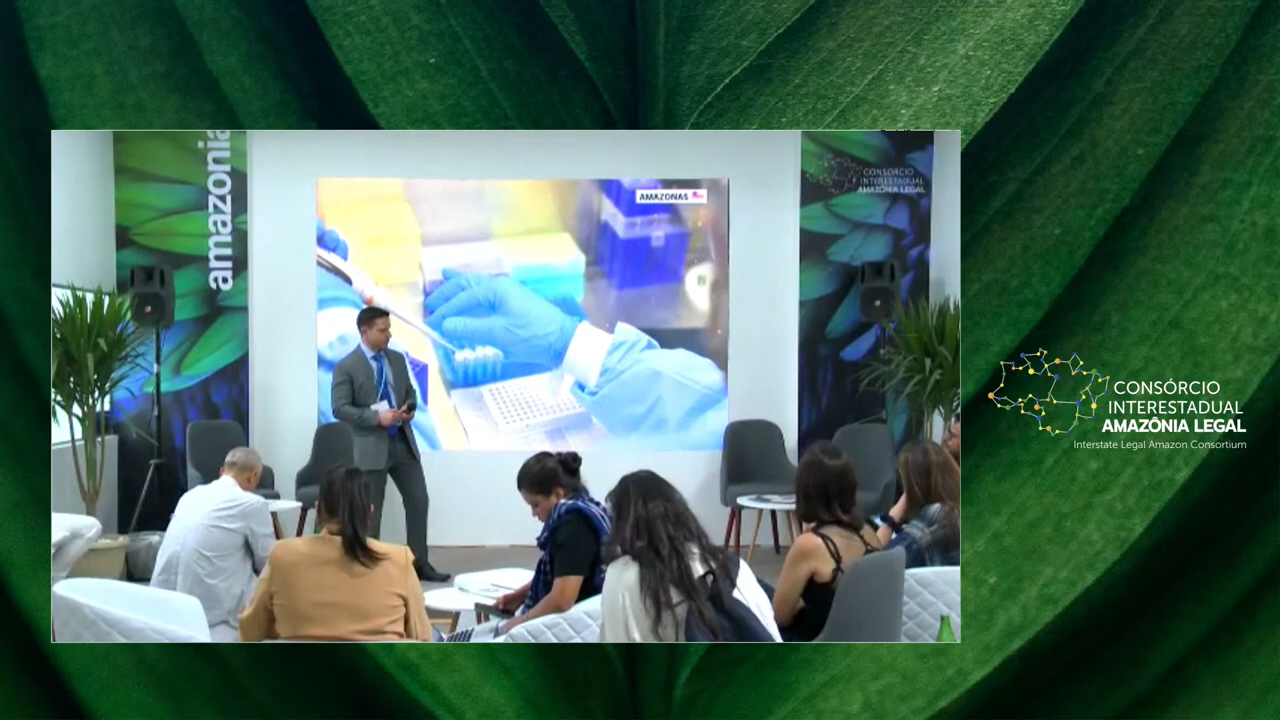 amazonia
CONSÓRCIO
INTERESTADUAL
AMAZÔNIA LEGAL
AMAZONAS
CONSÓRCIO
INTERESTADUAL
AMAZÔNIA LEGAL
Interstate Legal Amazon Consortium